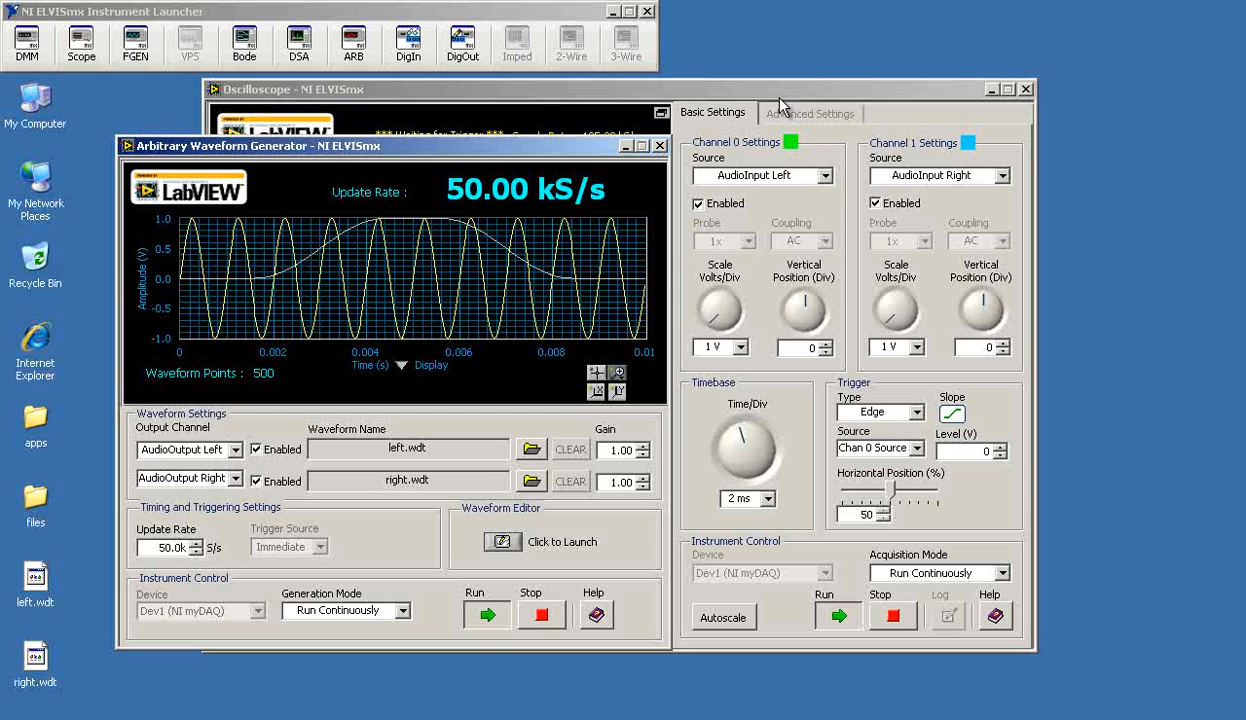 NI ELVISmx Instrument Launcher
DMM Scope FGEN VPS Bode DSA ARB DigIn DigOut Imped 2-Wire 3-Wire
My Computer
My Network
Places
Recycle Bin
Internet
Explorer
apps
files
left.wdt
right.wdt
Oscilloscope - NI ELVISmx
Arbitrary Waveform Generator - NI ELVISmx
LabVIEW
Update Rate : 50.00 kS/s
Amplitude (V)
1.0
0.5
0.0
-0.5
-1.0
0 0.002 0.004 0.006 0.008 0.01
Time (s) Display
Waveform Points : 500
Waveform Settings
Output Channel Waveform Name Gain
AudioOutput Left Enabled left.wdt CLEAR 1.00
AudioOutput Right Enabled right.wdt CLEAR 1.00
Timing and Triggering Settings
Update Rate Trigger Source
50.0k S/s Immediate
Waveform Editor
Click to Launch
Instrument Control
Device Generation Mode Run Stop Help
Dev1 (NI myDAQ) Run Continuously
Basic Settings Advanced Settings
Channel 0 Settings
Source
AudioInput Left
Enabled
Probe Coupling
1x AC
Scale Vertical
Volts/Div Position (Div)
1 V 0
Channel 1 Settings
Source
AudioInput Right
Enabled
Probe Coupling
1x AC
Scale Vertical
Volts/Div Position (Div)
1 V 0
Timebase
Time/Div
2 ms
Trigger
Type Slope
Edge
Source Level (V)
Chan 0 Source 0
Horizontal Position (%)
50
Instrument Control
Device Acquisition Mode
Dev1 (NI myDAQ) Run Continuously
Run Stop Log Help
Autoscale